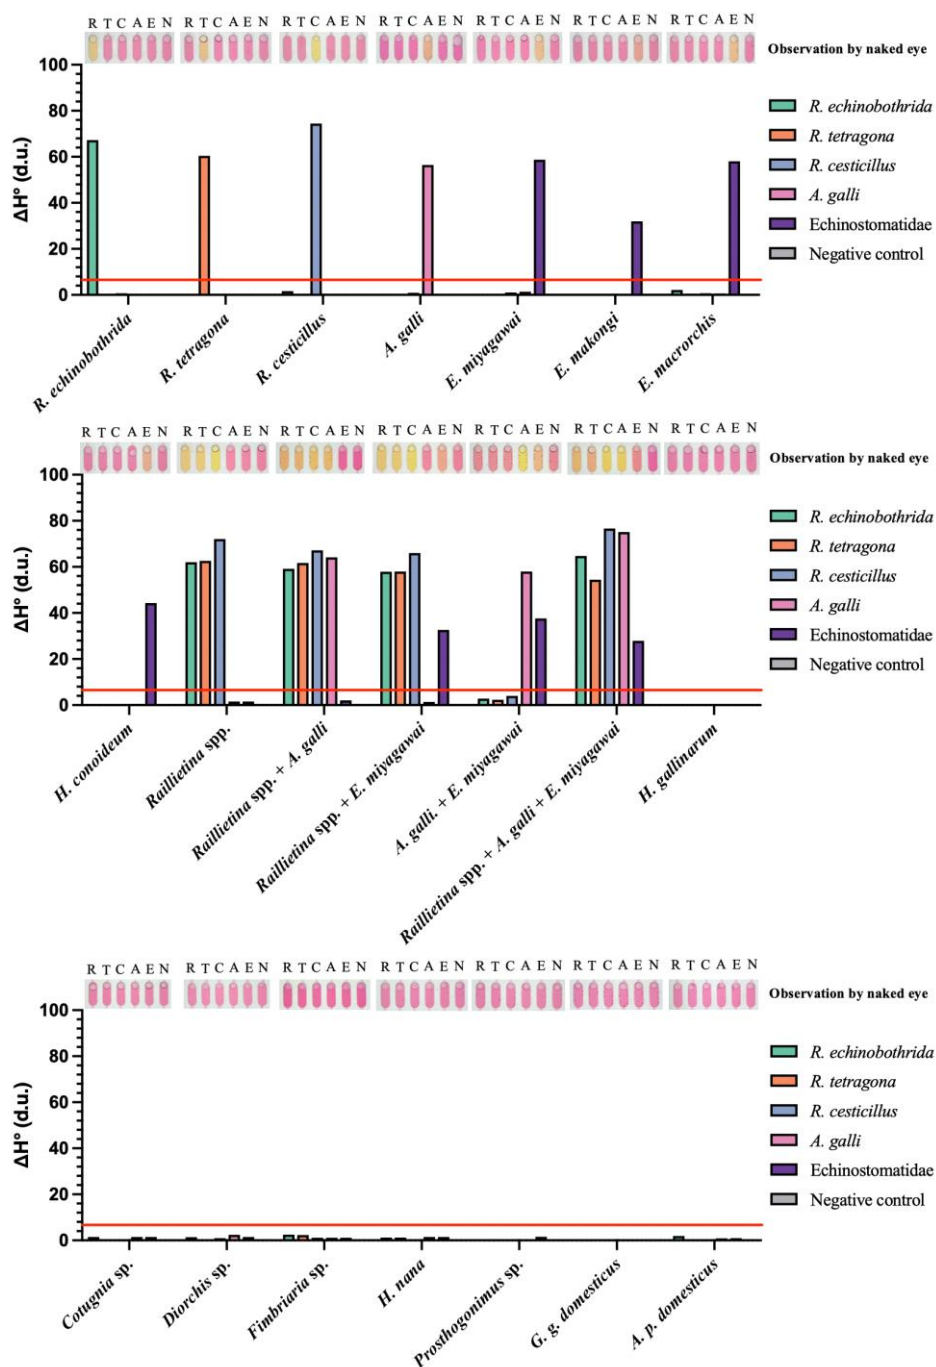 R T C A E N R T C A E N R T C A E N R T C A E N R T C A E N R T C A E N R T C A E N
Observation by naked eye
100
80
60
40
20
0
ΔH° (d.u.)
R. echinobothrida
R. tetragona
R. cesticillus
A. galli
Echinostomatidae
Negative control
R. echinobothrida
R. tetragona
R. cesticillus
A. galli
E. miyagawai
E. makongi
E. macrorchis
R T C A E N R T C A E N R T C A E N R T C A E N R T C A E N R T C A E N R T C A E N
Observation by naked eye
100
80
60
40
20
0
ΔH° (d.u.)
R. echinobothrida
R. tetragona
R. cesticillus
A. galli
Echinostomatidae
Negative control
H. conoideum
Raillietina spp.
Raillietina spp. + A. galli
Raillietina spp. + E. miyagawai
A. galli. + E. miyagawai
Raillietina spp. + A. galli + E. miyagawai
H. gallinarum
R T C A E N R T C A E N R T C A E N R T C A E N R T C A E N R T C A E N R T C A E N
Observation by naked eye
100
80
60
40
20
0
ΔH° (d.u.)
R. echinobothrida
R. tetragona
R. cesticillus
A. galli
Echinostomatidae
Negative control
Cotugnia sp.
Diorchis sp.
Fimbriaria sp.
H. nana
Prosthogonimus sp.
G. g. domesticus
A. p. domesticus